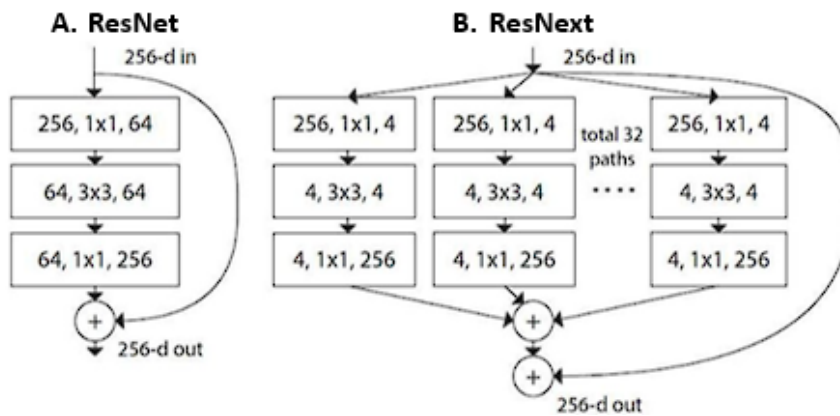 A. ResNet
256-d in
256, 1x1, 64
64, 3x3, 64
64, 1x1, 256
+
256-d out
B. ResNext
256-d in
256, 1x1, 4
256, 1x1, 4
total 32
paths
256, 1x1, 4
4, 3x3, 4
4, 3x3, 4
....
4, 3x3, 4
4, 1x1, 256
4, 1x1, 256
4, 1x1, 256
+
+
256-d out